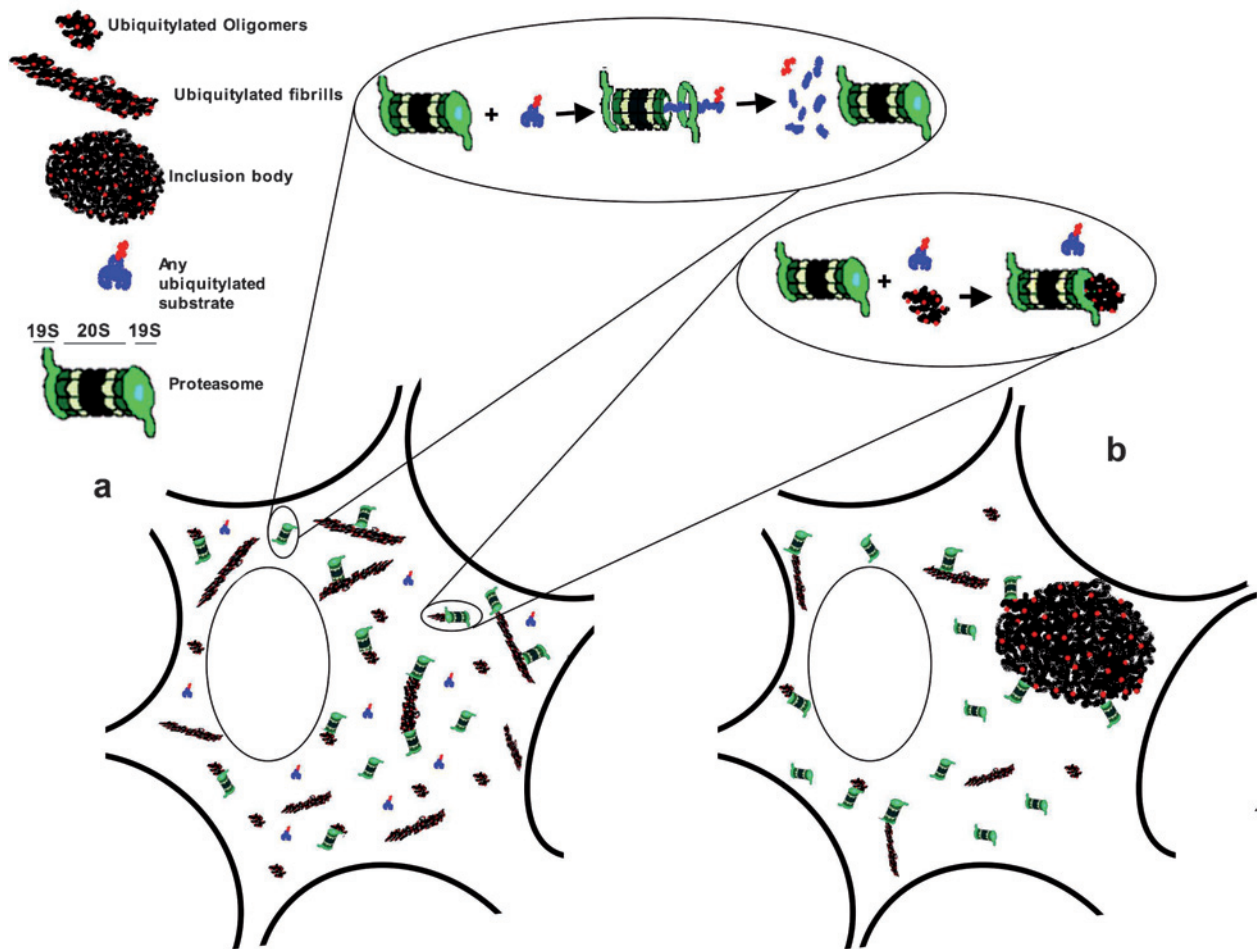 Ubiquitylated Oligomers
Ubiquitylated fibrills
Inclusion body
Any
ubiquitylated
substrate
19S 20S 19S
Proteasome
+
+
a
b